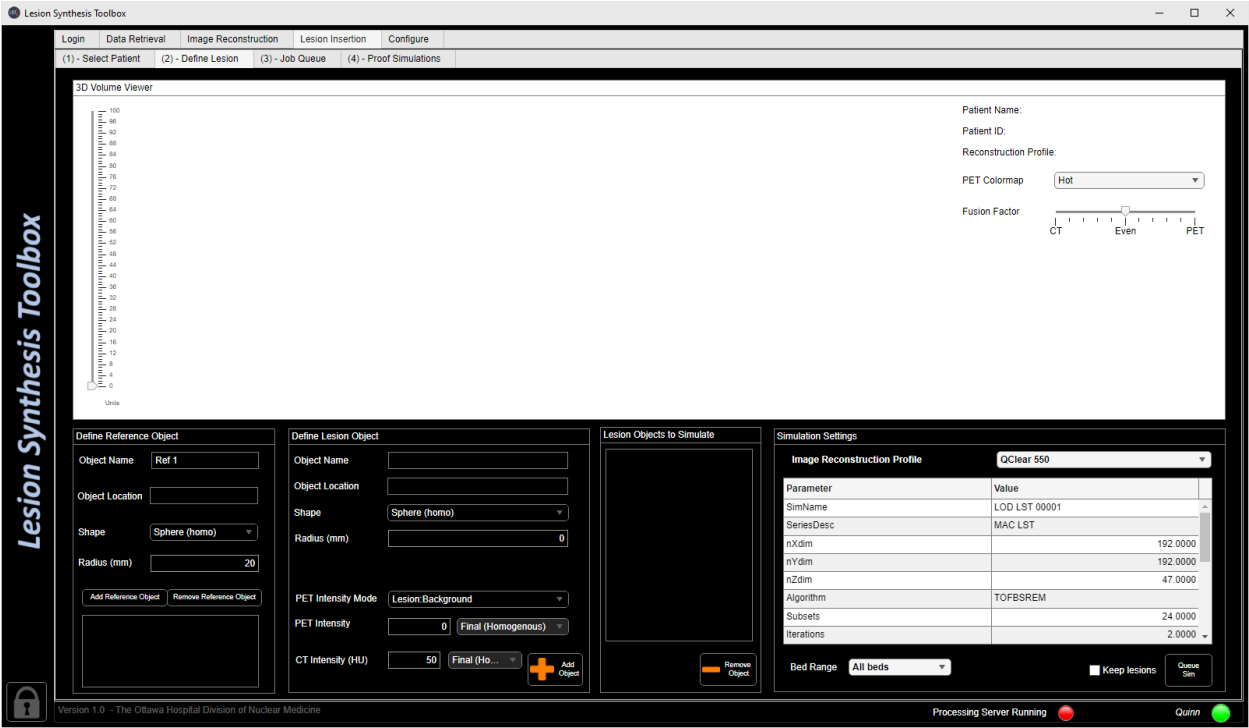 Lesion Synthesis Toolbox
Login Data Retrieval Image Reconstruction Lesion Insertion Configure
(1) - Select Patient (2) - Define Lesion (3) - Job Queue (4) - Proof Simulations
3D Volume Viewer
100
96
92
88
84
80
76
72
68
64
60
56
52
48
44
40
36
32
28
24
20
16
12
8
4
0
Units
Patient Name:
Patient ID:
Reconstruction Profile:
PET Colormap Hot
Fusion Factor
CT Even PET
Lesion Synthesis Toolbox
Define Reference Object
Object Name Ref 1
Object Location
Shape Sphere (homo)
Radius (mm) 20
Add Reference Object Remove Reference Object
Define Lesion Object
Object Name
Object Location
Shape Sphere (homo)
Radius (mm) 0
PET Intensity Mode Lesion:Background
PET Intensity 0 Final (Homogenous)
CT Intensity (HU) 50 Final (Ho...
Add
Object
Lesion Objects to Simulate
Remove
Object
Simulation Settings
Image Reconstruction Profile QClear 550
Parameter Value
SimName LOD LST 00001
SeriesDesc MAC LST
nXdim 192.0000
nYdim 192.0000
nZdim 47.0000
Algorithm TOFBSREM
Subsets 24.0000
Iterations 2.0000
Bed Range All beds
Keep lesions
Queue
Sim
Version 1.0 - The Ottawa Hospital Division of Nuclear Medicine
Processing Server Running
Quinn